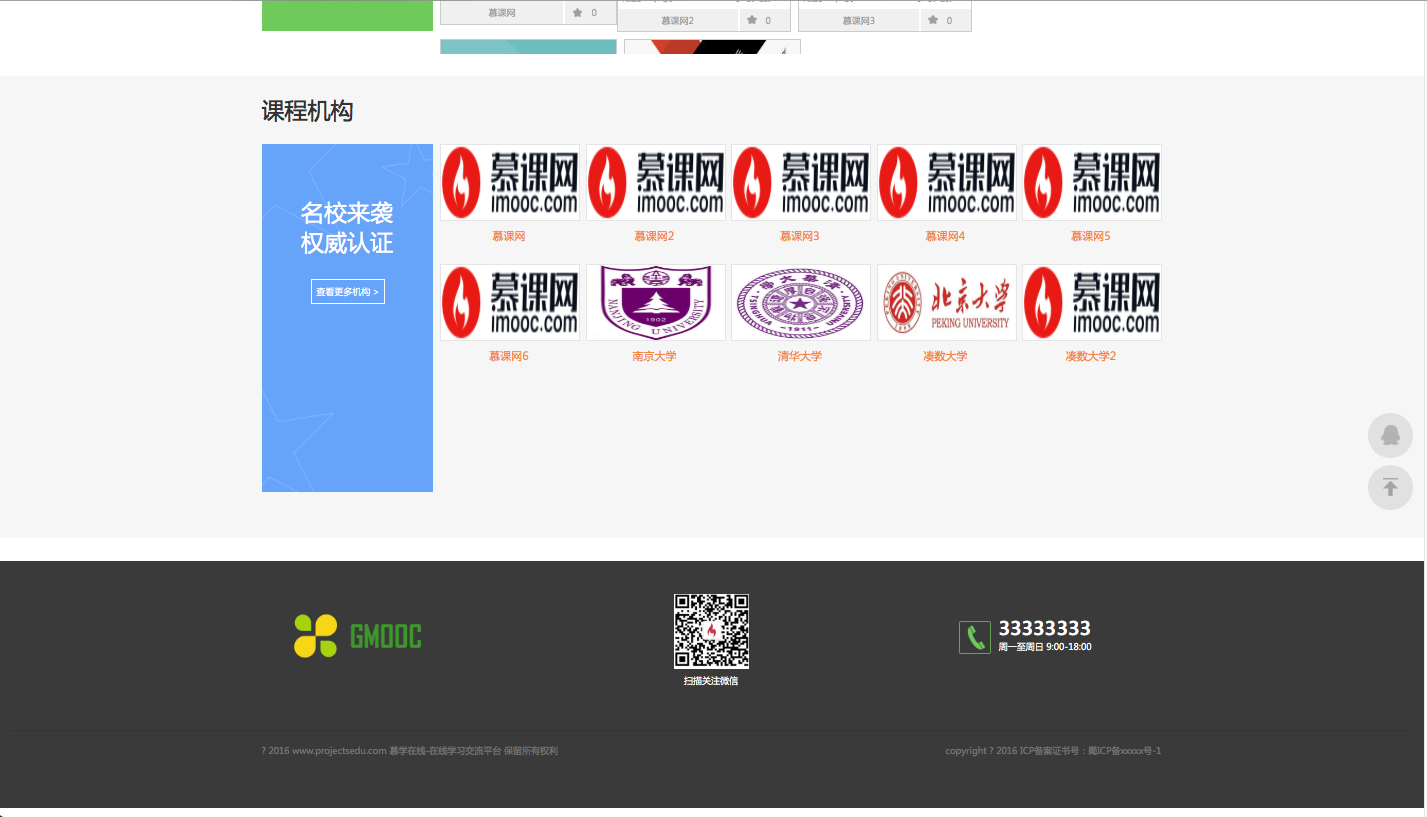 慕课网 0 慕课网2 0 慕课网3 0
课程机构
名校来袭
权威认证
查看更多机构 >
慕课网 慕课网 慕课网 慕课网 慕课网
imooc.com imooc.com imooc.com imooc.com imooc.com
慕课网 慕课网2 慕课网3 慕课网4 慕课网5
慕课网 北京大学 慕课网
imooc.com NANJING UNIVERSITY 1902 TSINGHUA UNIVERSITY -1911- PEKING UNIVERSITY imooc.com
慕课网6 南京大学 清华大学 凑数大学 凑数大学2
GMOOC
扫描关注微信
33333333
周一至周日 9:00-18:00
? 2016 www.projectsedu.com 慕学在线-在线学习交流平台 保留所有权利
copyright ? 2016 ICP备案证书号：蜀ICP备xxxxx号-1